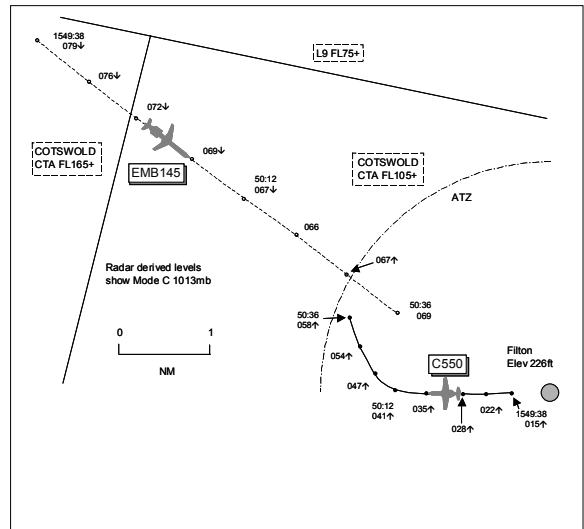 1549:38
079↓
L9 FL75+
076↓
072↓
COTSWOLD
CTA FL165+
EMB145
069↓
COTSWOLD
CTA FL105+
50:12
067↓
ATZ
066
067↑
Radar derived levels
show Mode C 1013mb
50:36
069
50:36
058↑
0 1
NM
054↑
C550
Filton
Elev 226ft
047↑
50:12
041↑
035↑
028↑
022↑
1549:38
015↑